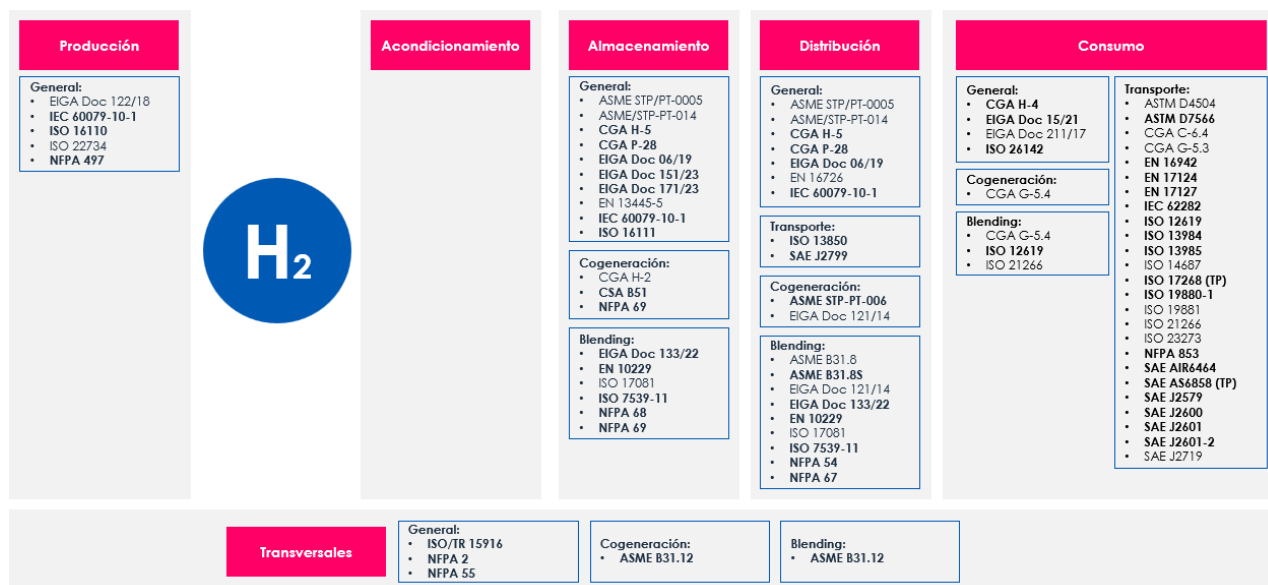 Producción
General:
• EIGA Doc 122/18
• IEC 60079-10-1
• ISO 16110
• ISO 22734
• NFPA 497
H2
Acondicionamiento
Almacenamiento
General:
• ASME STP/PT-0005
• ASME/STP-PT-014
• CGA H-5
• CGA P-28
• EIGA Doc 06/19
• EIGA Doc 151/23
• EIGA Doc 171/23
• EN 13445-5
• IEC 60079-10-1
• ISO 16111
Cogeneración:
• CGA H-2
• CSA B51
• NFPA 69
Blending:
• EIGA Doc 133/22
• EN 10229
• ISO 17081
• ISO 7539-11
• NFPA 68
• NFPA 69
Distribución
General:
• ASME STP/PT-0005
• ASME/STP-PT-014
• CGA H-5
• CGA P-28
• EIGA Doc 06/19
• EN 16726
• IEC 60079-10-1
Transporte:
• ISO 13850
• SAE J2799
Cogeneración:
• ASME STP-PT-006
• EIGA Doc 121/14
Blending:
• ASME B31.8
• ASME B31.8S
• EIGA Doc 121/14
• EIGA Doc 133/22
• EN 10229
• ISO 17081
• ISO 7539-11
• NFPA 54
• NFPA 67
Consumo
General:
• CGA H-4
• EIGA Doc 15/21
• EIGA Doc 211/17
• ISO 26142
Cogeneración:
• CGA G-5.4
Blending:
• CGA G-5.4
• ISO 12619
• ISO 21266
Transporte:
• ASTM D4504
• ASTM D7566
• CGA C-6.4
• CGA G-5.3
• EN 16942
• EN 17124
• EN 17127
• IEC 62282
• ISO 12619
• ISO 13984
• ISO 13985
• ISO 14687
• ISO 17268 (TP)
• ISO 19880-1
• ISO 19881
• ISO 21266
• ISO 23273
• NFPA 853
• SAE AIR6464
• SAE AS6858 (TP)
• SAE J2579
• SAE J2600
• SAE J2601
• SAE J2601-2
• SAE J2719
Transversales
General:
• ISO/TR 15916
• NFPA 2
• NFPA 55
Cogeneración:
• ASME B31.12
Blending:
• ASME B31.12